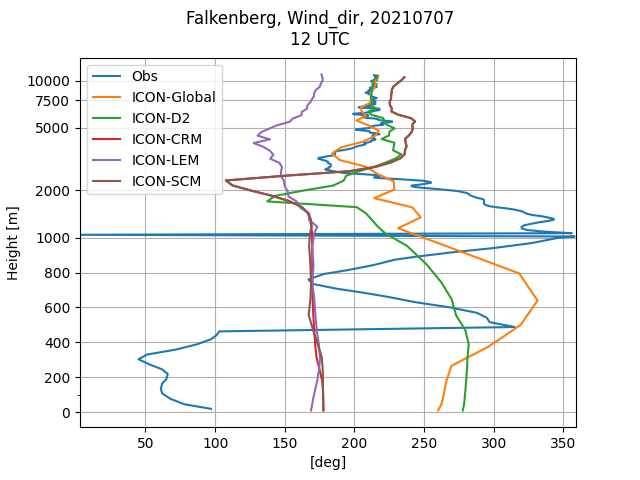 Falkenberg, Wind_dir, 20210707
12 UTC
Obs
ICON-Global
ICON-D2
ICON-CRM
ICON-LEM
ICON-SCM
10000
7500
5000
2000
1000
800
600
400
200
0
Height [m]
50 100 150 200 250 300 350
[deg]